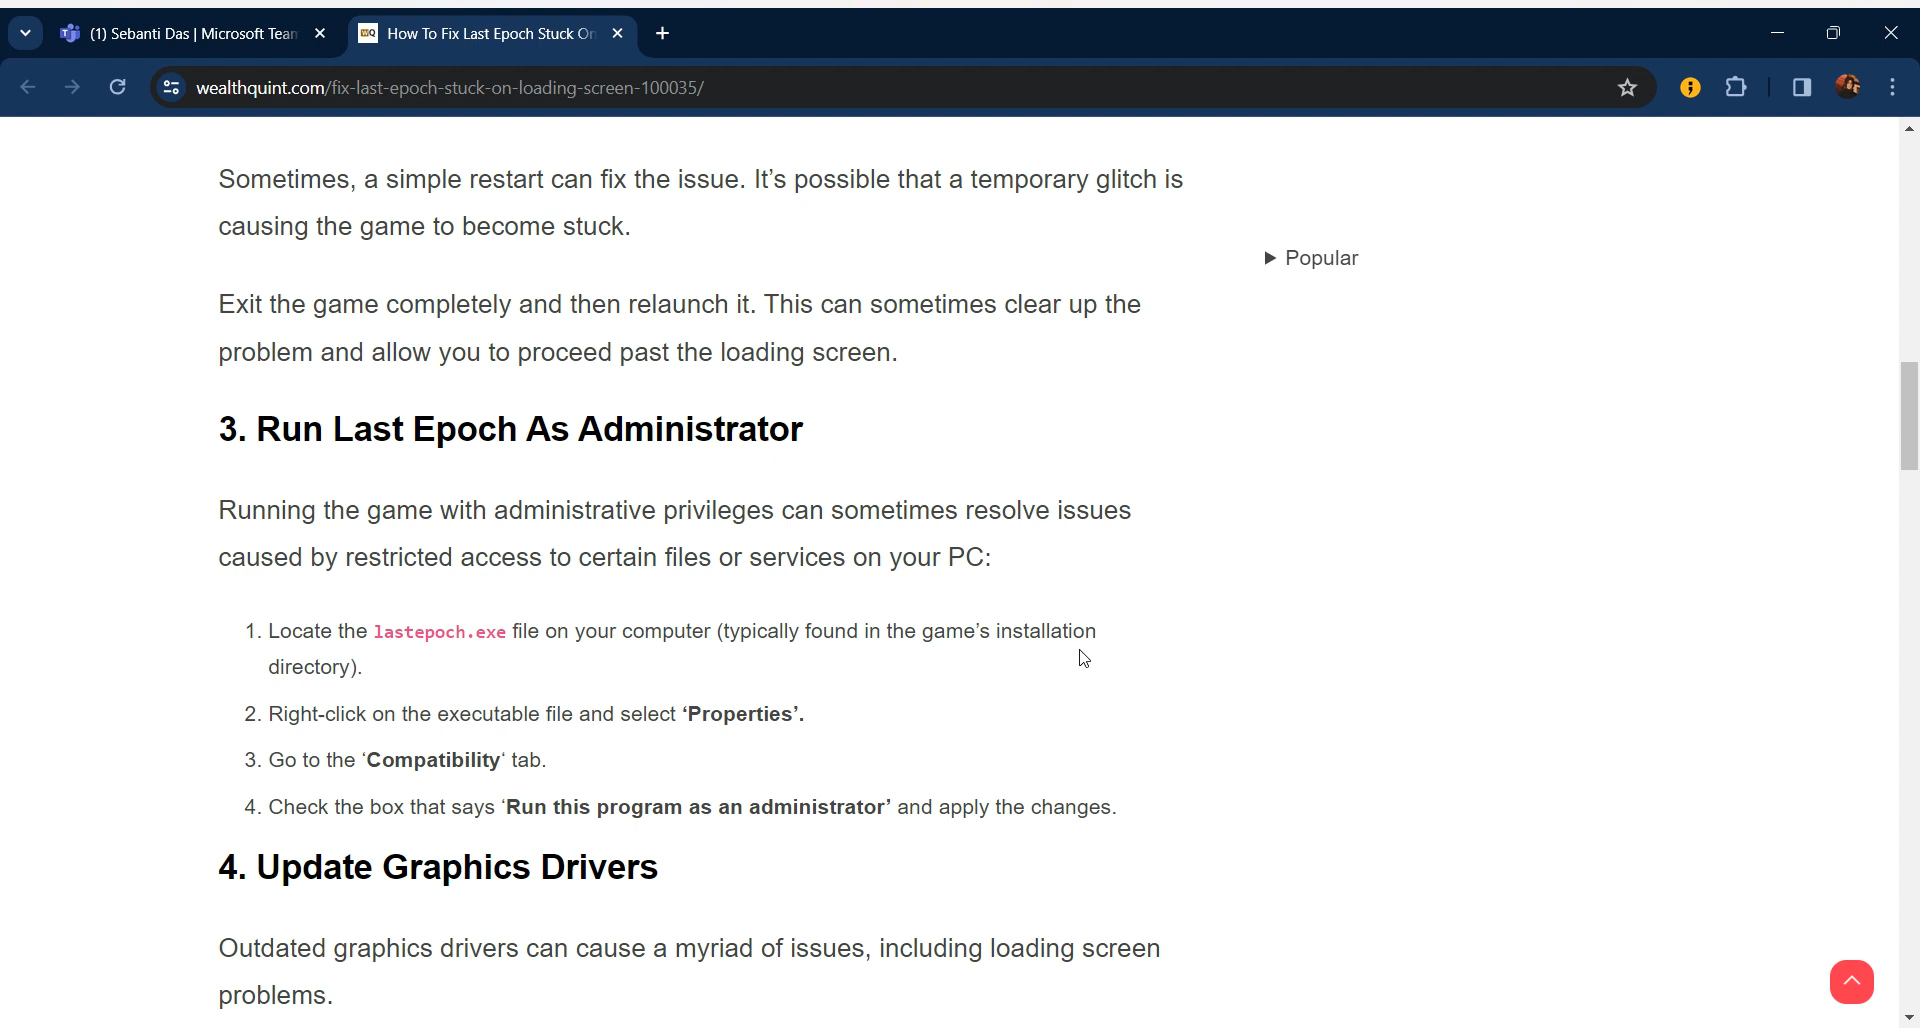 (1) Sebanti Das | Microsoft Team
How To Fix Last Epoch Stuck On
wealthquint.com/fix-last-epoch-stuck-on-loading-screen-100035/
Sometimes, a simple restart can fix the issue. It’s possible that a temporary glitch is
causing the game to become stuck.
Popular
Exit the game completely and then relaunch it. This can sometimes clear up the
problem and allow you to proceed past the loading screen.
3. Run Last Epoch As Administrator
Running the game with administrative privileges can sometimes resolve issues
caused by restricted access to certain files or services on your PC:
1. Locate the lastepoch.exe file on your computer (typically found in the game’s installation
directory).
2. Right-click on the executable file and select ‘Properties’.
3. Go to the ‘Compatibility‘ tab.
4. Check the box that says ‘Run this program as an administrator’ and apply the changes.
4. Update Graphics Drivers
Outdated graphics drivers can cause a myriad of issues, including loading screen
problems.